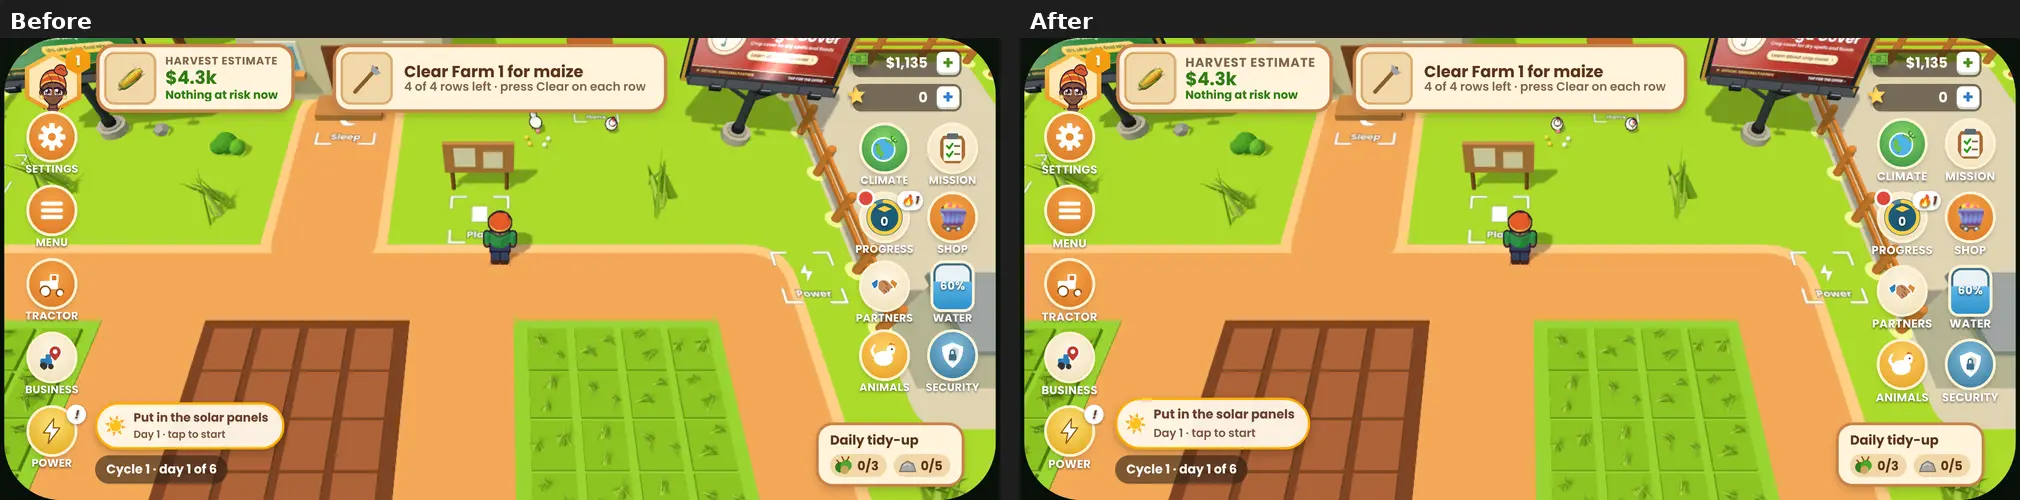 Before
1
HARVEST ESTIMATE
$4.3k
Nothing at risk now
Clear Farm 1 for maize
4 of 4 rows left · press Clear on each row
$1,135
0
Sleep
SETTINGS
MENU
TRACTOR
BUSINESS
POWER
!
CLIMATE
MISSION
1
0
PROGRESS
SHOP
Power
60%
PARTNERS
WATER
ANIMALS
SECURITY
Put in the solar panels
Day 1 · tap to start
Cycle 1 · day 1 of 6
Daily tidy-up
0/3
0/5
After
1
HARVEST ESTIMATE
$4.3k
Nothing at risk now
Clear Farm 1 for maize
4 of 4 rows left · press Clear on each row
$1,135
0
Sleep
SETTINGS
MENU
TRACTOR
BUSINESS
POWER
!
CLIMATE
MISSION
1
0
PROGRESS
SHOP
Power
60%
PARTNERS
WATER
ANIMALS
SECURITY
Put in the solar panels
Day 1 · tap to start
Cycle 1 · day 1 of 6
Daily tidy-up
0/3
0/5